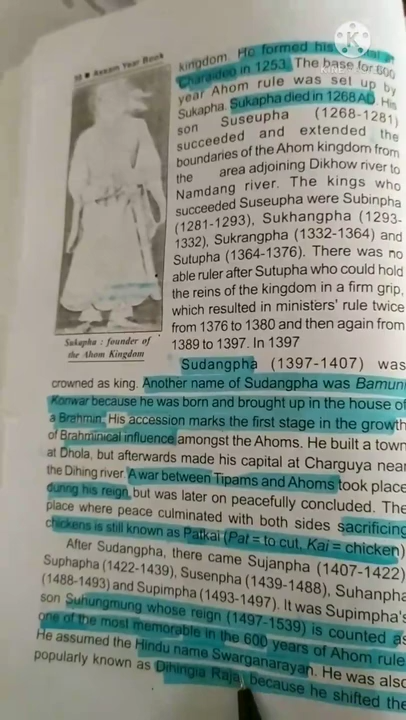 70 ● Assam Year Book
kingdom. He formed his capital at
Charaideo in 1253. The base for 600
year Ahom rule was set up by
Sukapha. Sukapha died in 1268 AD. His
son Suseupha (1268-1281)
succeeded and extended the
boundaries of the Ahom kingdom from
the area adjoining Dikhow river to
Namdang river. The kings who
succeeded Suseupha were Subinpha
(1281-1293), Sukhangpha (1293-
1332), Sukrangpha (1332-1364) and
Sutupha (1364-1376). There was no
able ruler after Sutupha who could hold
the reins of the kingdom in a firm grip,
which resulted in ministers' rule twice
from 1376 to 1380 and then again from
1389 to 1397. In 1397
Sukapha : founder of
the Ahom Kingdom
Sudangpha (1397-1407) was
crowned as king. Another name of Sudangpha was Bamuni
Konwar because he was born and brought up in the house of
a Brahmin. His accession marks the first stage in the growth
of Brahminical influence amongst the Ahoms. He built a town
at Dhola, but afterwards made his capital at Charguya near
the Dihing river. A war between Tipams and Ahoms took place
during his reign, but was later on peacefully concluded. The
place where peace culminated with both sides sacrificing
chickens is still known as Patkai (Pat = to cut, Kai = chicken)
After Sudangpha, there came Sujanpha (1407-1422)
Suphapha (1422-1439), Susenpha (1439-1488), Suhanpha
(1488-1493) and Supimpha (1493-1497). It was Supimpha's
son Suhungmung whose reign (1497-1539) is counted as
one of the most memorable in the 600 years of Ahom rule
He assumed the Hindu name Swarganarayan. He was also
popularly known as Dihingia Raja, because he shifted the